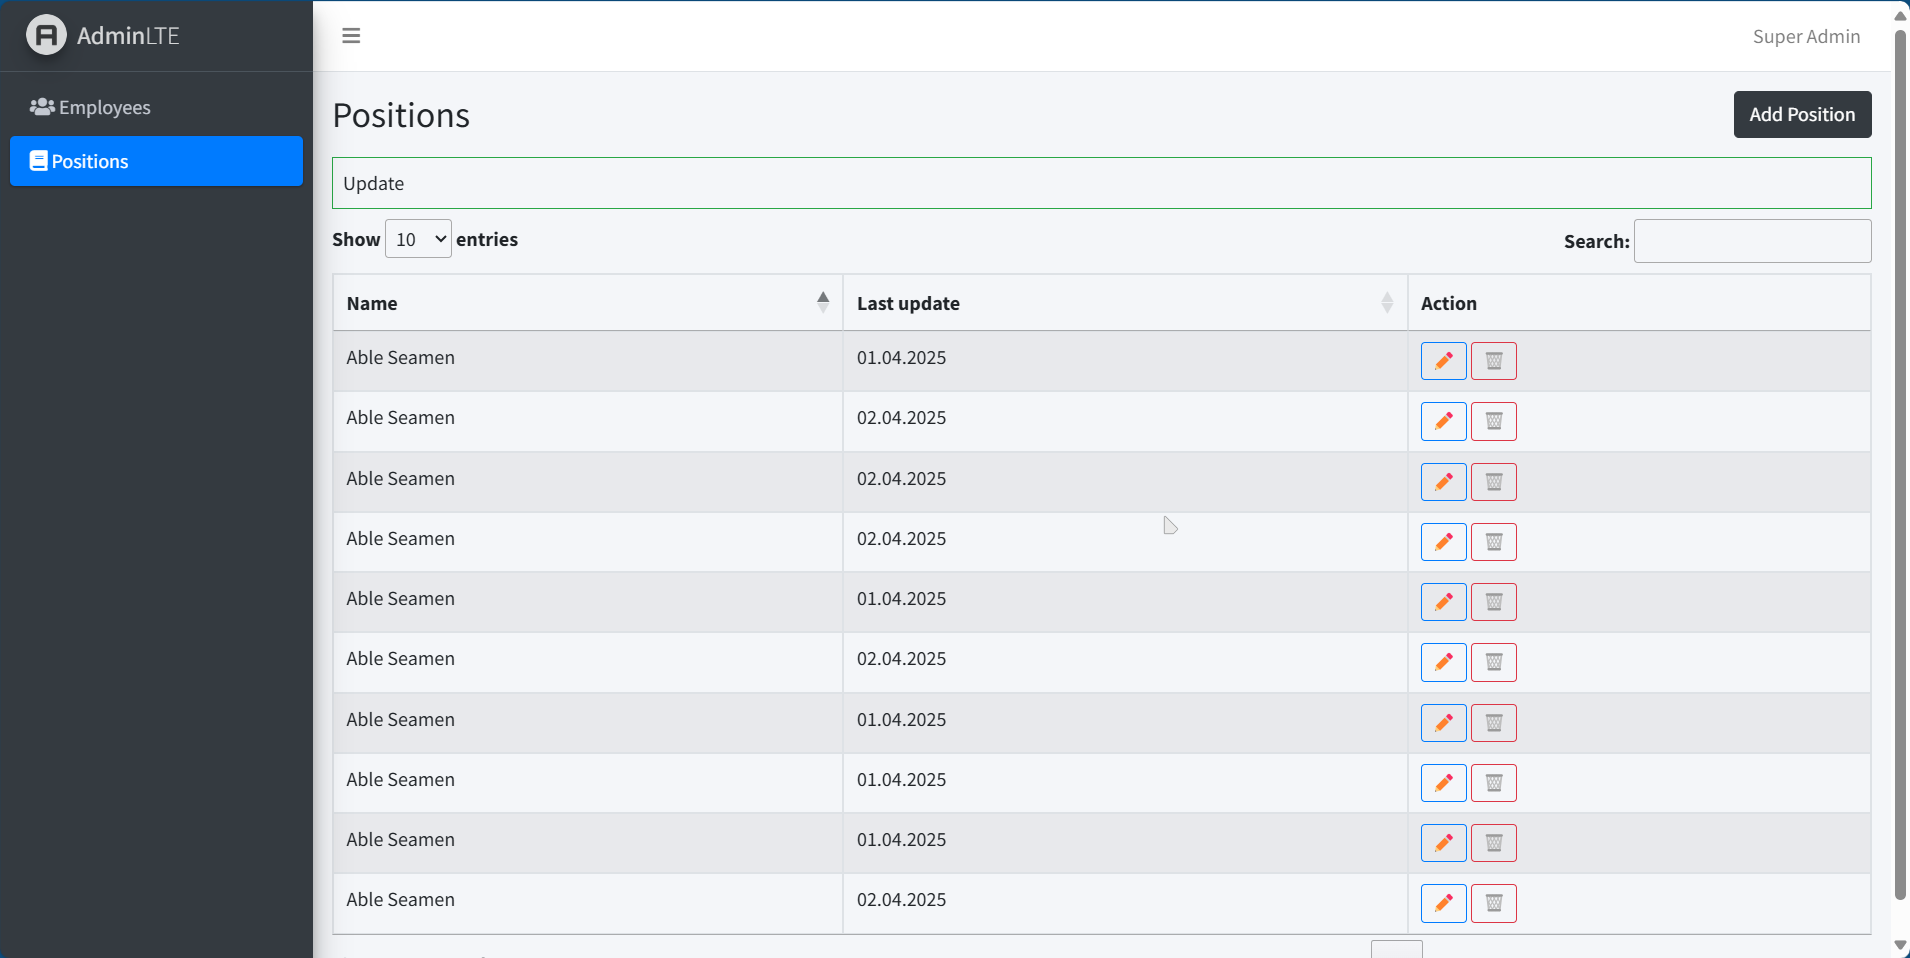 AdminLTE
Super Admin
Employees
Positions
Positions
Add Position
Update
Show 10 entries
Search:
Name Last update Action
Able Seamen 01.04.2025
Able Seamen 02.04.2025
Able Seamen 02.04.2025
Able Seamen 02.04.2025
Able Seamen 01.04.2025
Able Seamen 02.04.2025
Able Seamen 01.04.2025
Able Seamen 01.04.2025
Able Seamen 01.04.2025
Able Seamen 02.04.2025